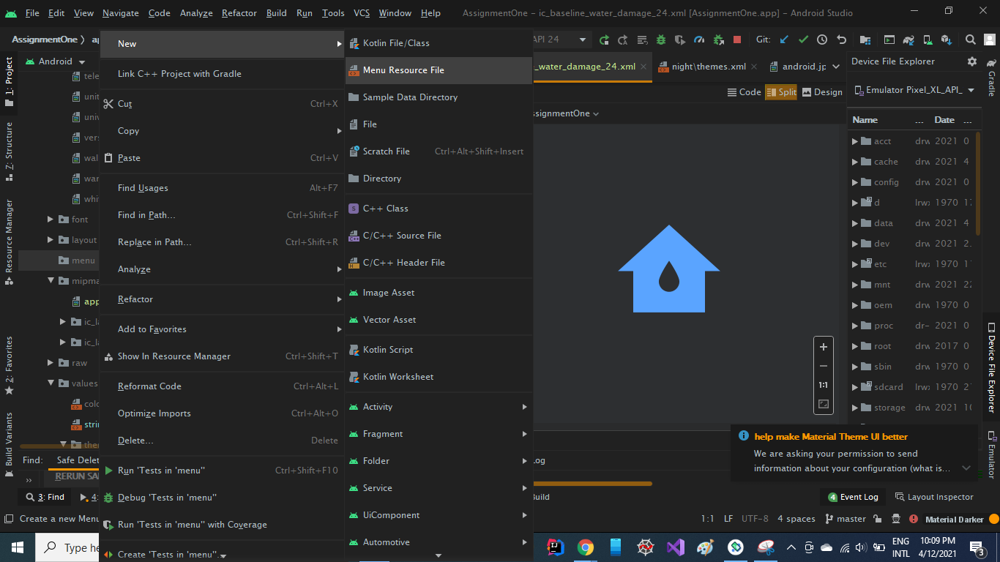 File Edit View Navigate Code Analyze Refactor Build Run Tools VCS Window Help AssignmentOne – ic_baseline_water_damage_24.xml [AssignmentOne.app] – Android Studio
AssignmentOne ap API 24 Git:
1: Project
Z: Structure
Resource Manager
2: Favorites
Build Variants
Android
tele
unit
univ
vers
wall
war
whi
font
layout
menu
mipma
app
ic_la
ic_la
raw
values
colo
strin
the
Find: Safe Delet
RERUN SA
3: Find 4:
Create a new Menu
New
Link C++ Project with Gradle
Cut Ctrl+X
Copy
Paste Ctrl+V
Find Usages Alt+F7
Find in Path... Ctrl+Shift+F
Replace in Path... Ctrl+Shift+R
Analyze
Refactor
Add to Favorites
Show In Resource Manager Ctrl+Shift+T
Reformat Code Ctrl+Alt+L
Optimize Imports Ctrl+Alt+O
Delete... Delete
Run 'Tests in 'menu'' Ctrl+Shift+F10
Debug 'Tests in 'menu''
Run 'Tests in 'menu'' with Coverage
Create 'Tests in 'menu''...
Kotlin File/Class
Menu Resource File
Sample Data Directory
File
Scratch File Ctrl+Alt+Shift+Insert
Directory
S C++ Class
C++ C/C++ Source File
H C/C++ Header File
Image Asset
Vector Asset
Kotlin Script
Kotlin Worksheet
Activity
Fragment
Folder
Service
UiComponent
Automotive
_water_damage_24.xml night\themes.xml android.jp
Code Split Design
ssignmentOne
1:1
Device File Explorer
Emulator Pixel_XL_API_
Name ... Date ...
acct drw 2021 0
cache drw 2021 4
config drw 2021 0
d lrw 1970 17
data drw 2021 4
dev drw 2021 2.
etc lrw 1970 11
mnt drw 2021 22
oem drw 1970 0
proc dr- 2021 0
root drw 2017 0
sbin drw 1970 0
sdcard lrw 1970 21
storage drw 2021 10
Gradle
Device File Explorer
Emulator
help make Material Theme UI better
We are asking your permission to send
information about your configuration (what is...
og
uild
4 Event Log Layout Inspector
1:1 LF UTF-8 4 spaces master Material Darker
Type he
IJ
ENG
INTL
10:09 PM
4/12/2021
3